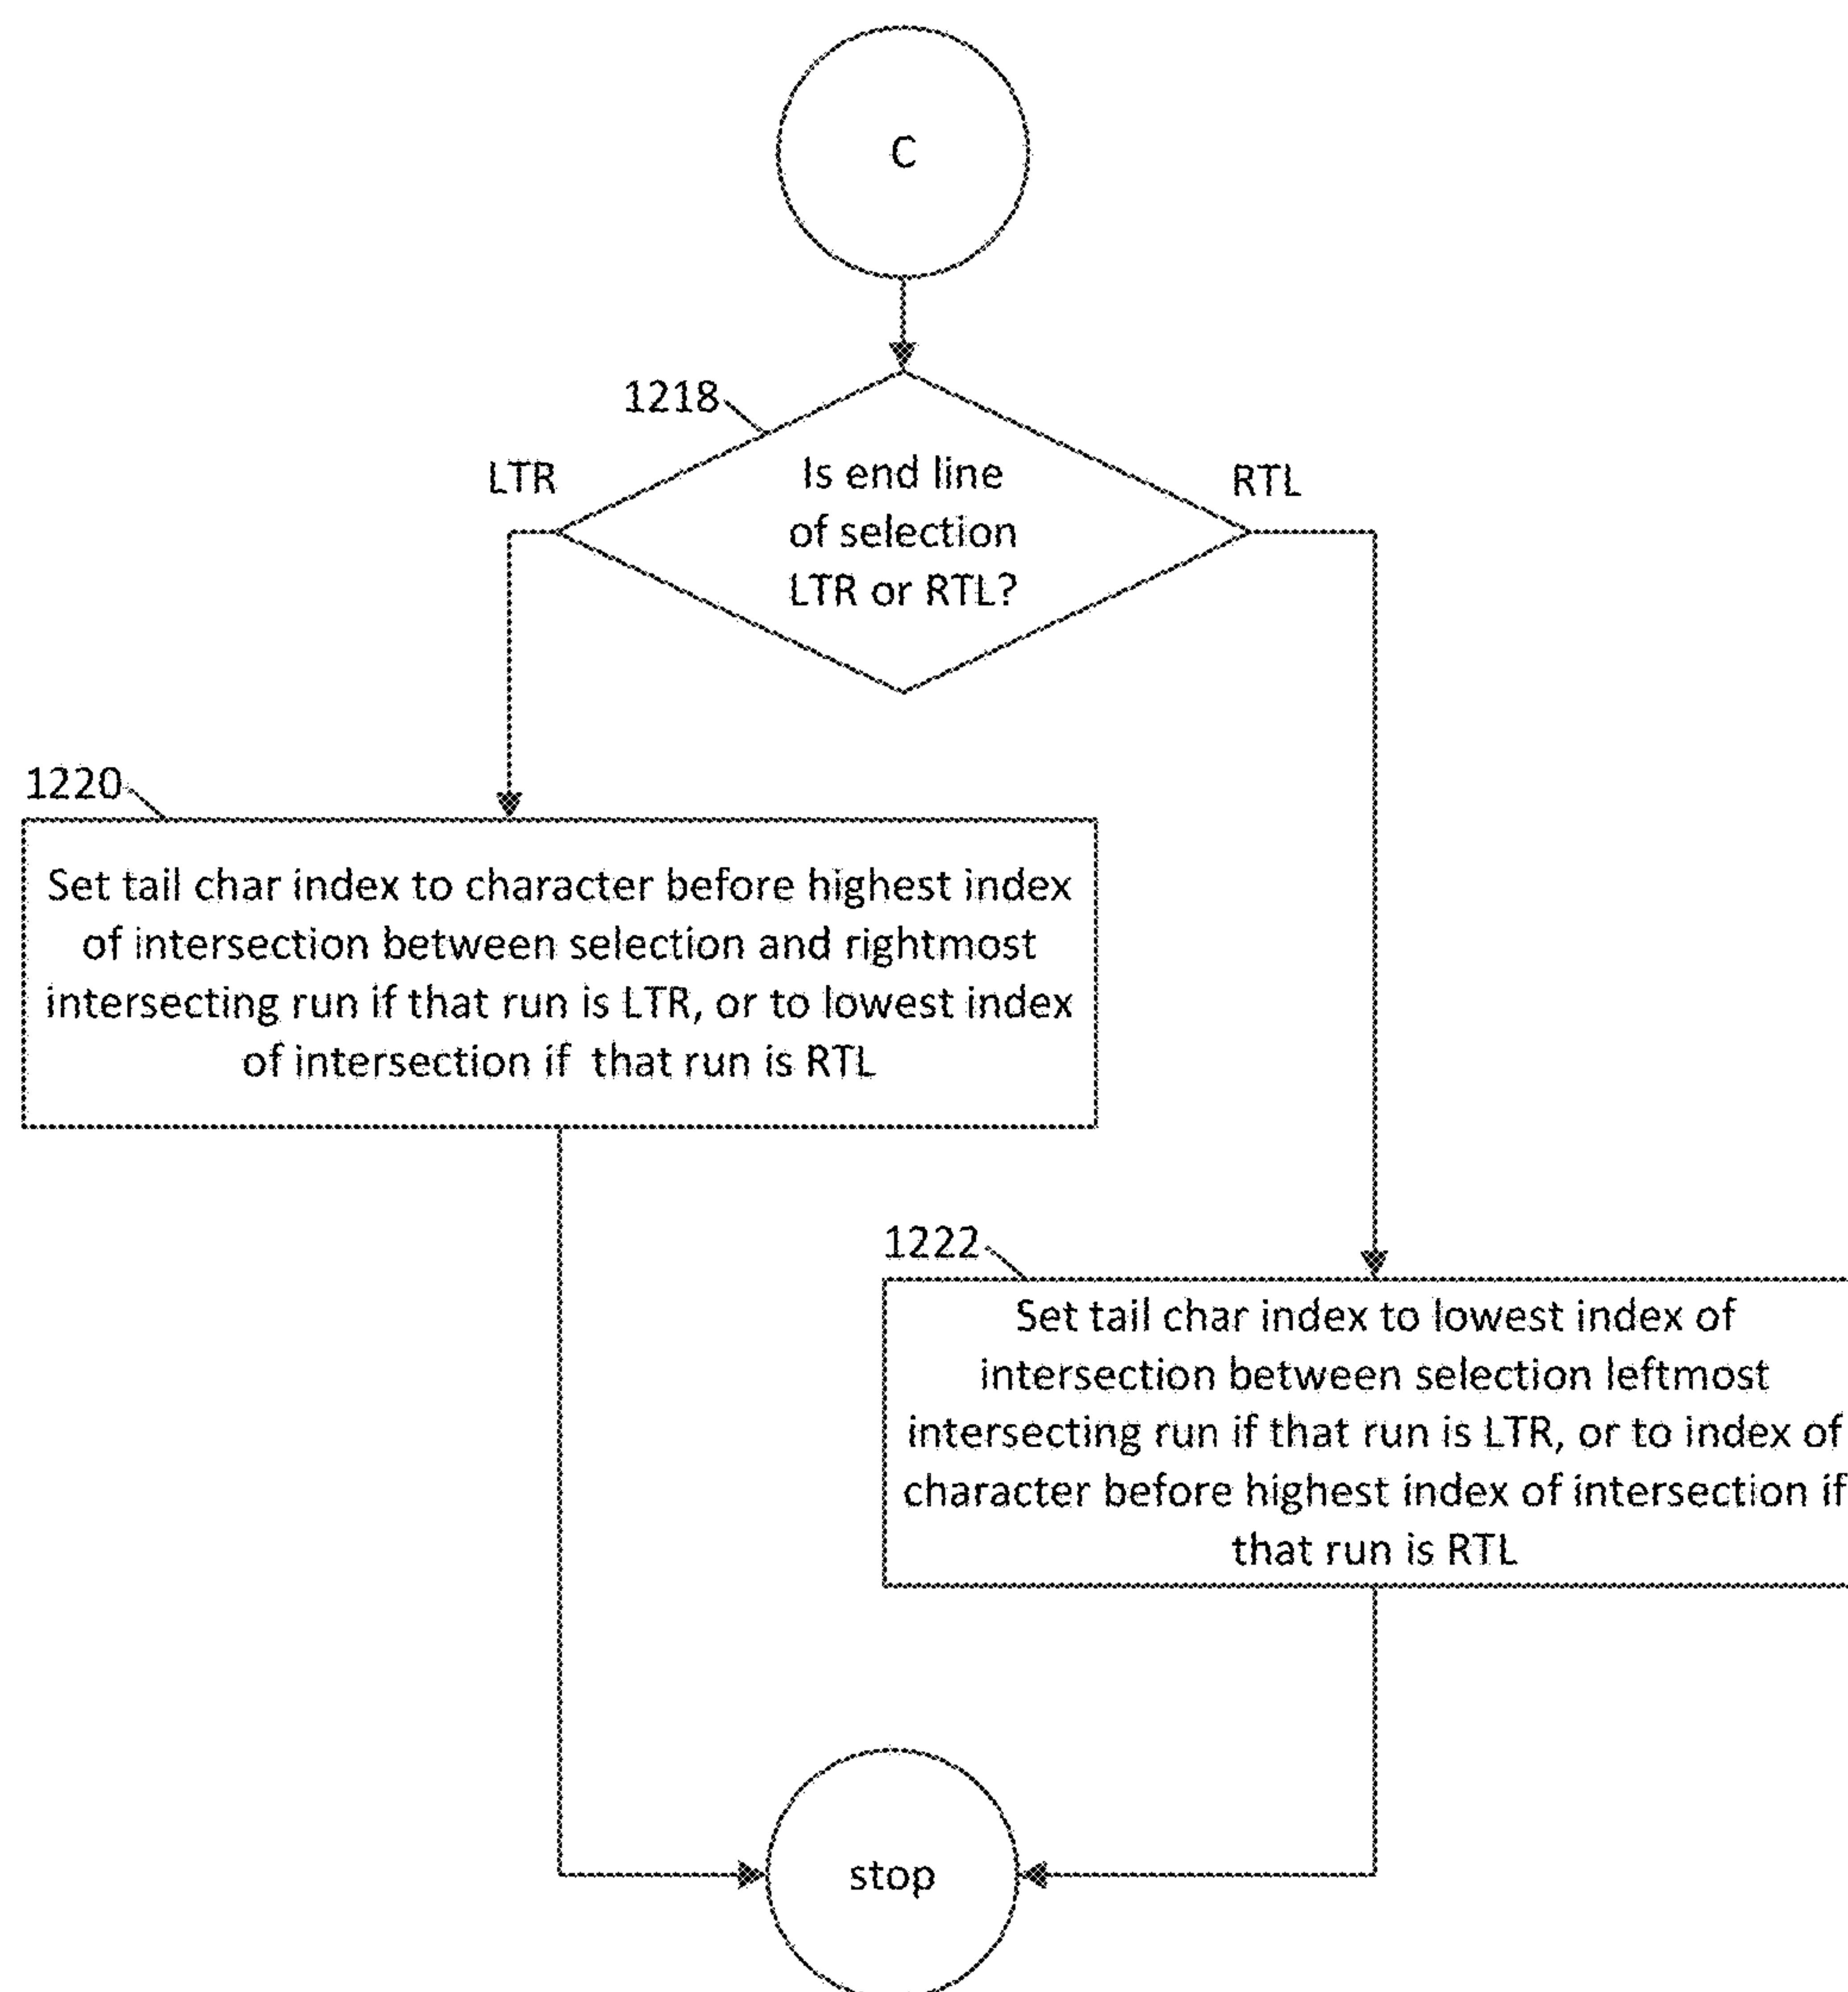 C
1218
LTR
RTL
Is end line
of selection
LTR or RTL?
1220
Set tail char index to character before highest index
of intersection between selection and rightmost
intersecting run if that run is LTR, or to lowest index
of intersection if that run is RTL
1222
Set tail char index to lowest index of
intersection between selection leftmost
intersecting run if that run is LTR, or to index of
character before highest index of intersection if
that run is RTL
stop